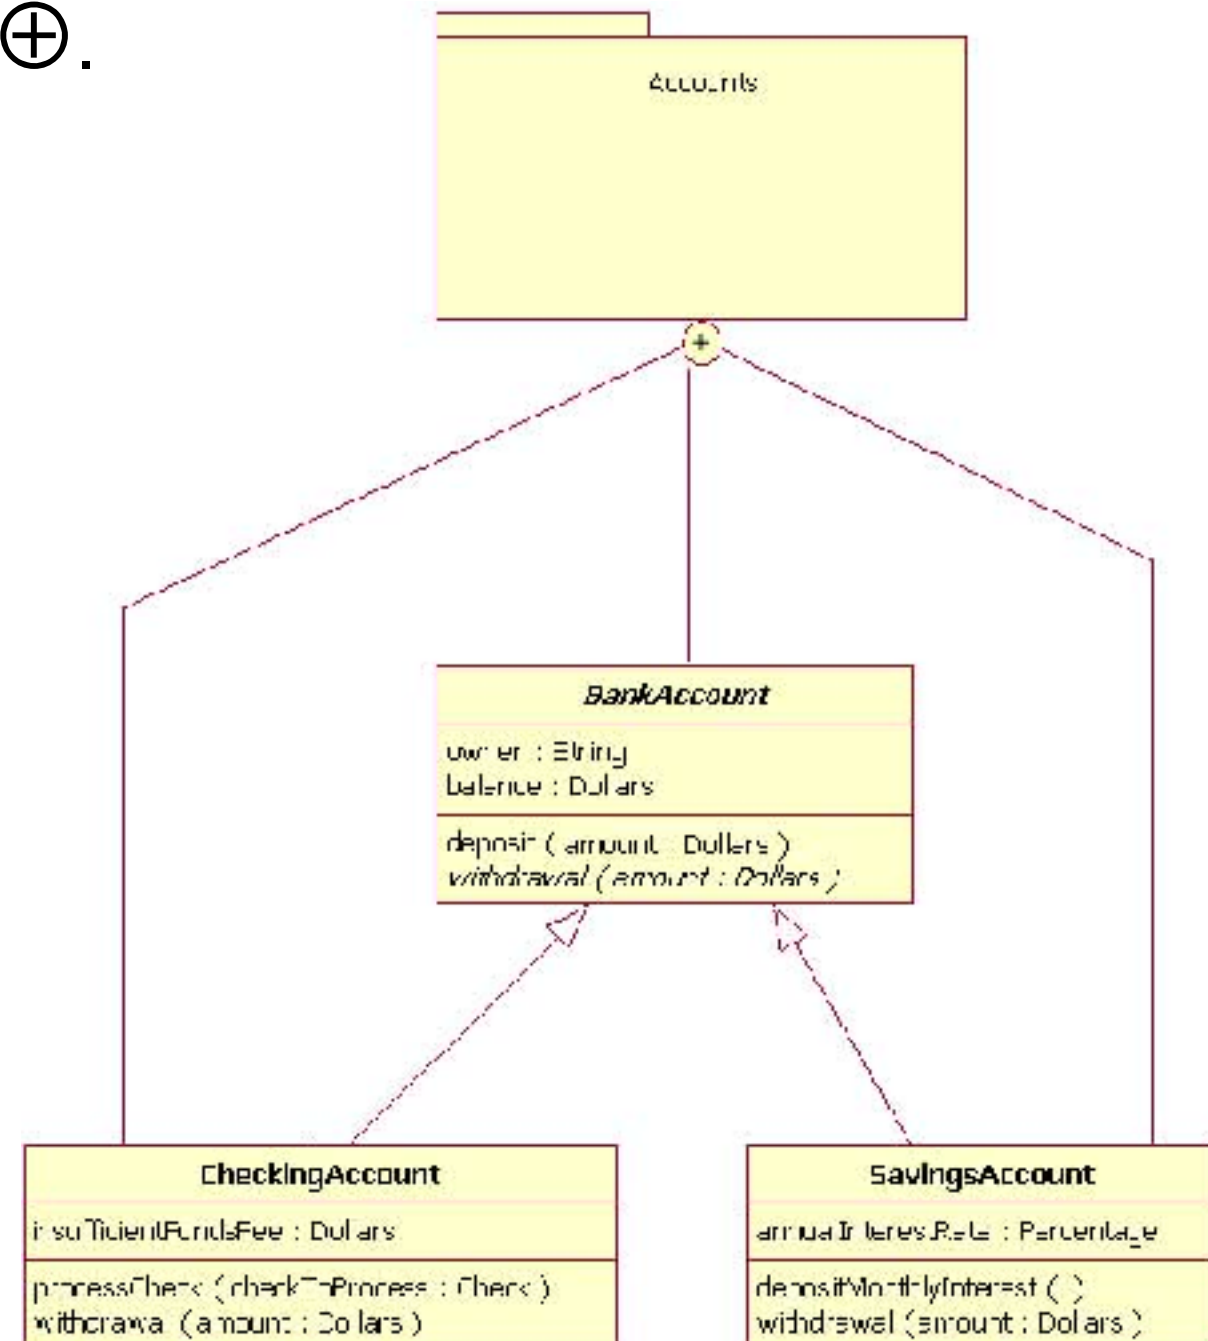 ⊕.
Accounts
+
BankAccount
owner : String
balance : Dollars
deposit ( amount : Dollars )
withdrawal ( amount : Dollars )
CheckingAccount
insufficientFundsFee : Dollars
processCheck ( checkToProcess : Check )
withdrawal ( amount : Dollars )
SavingsAccount
annualInterestRate : Percentage
depositMonthlyInterest ( )
withdrawal ( amount : Dollars )